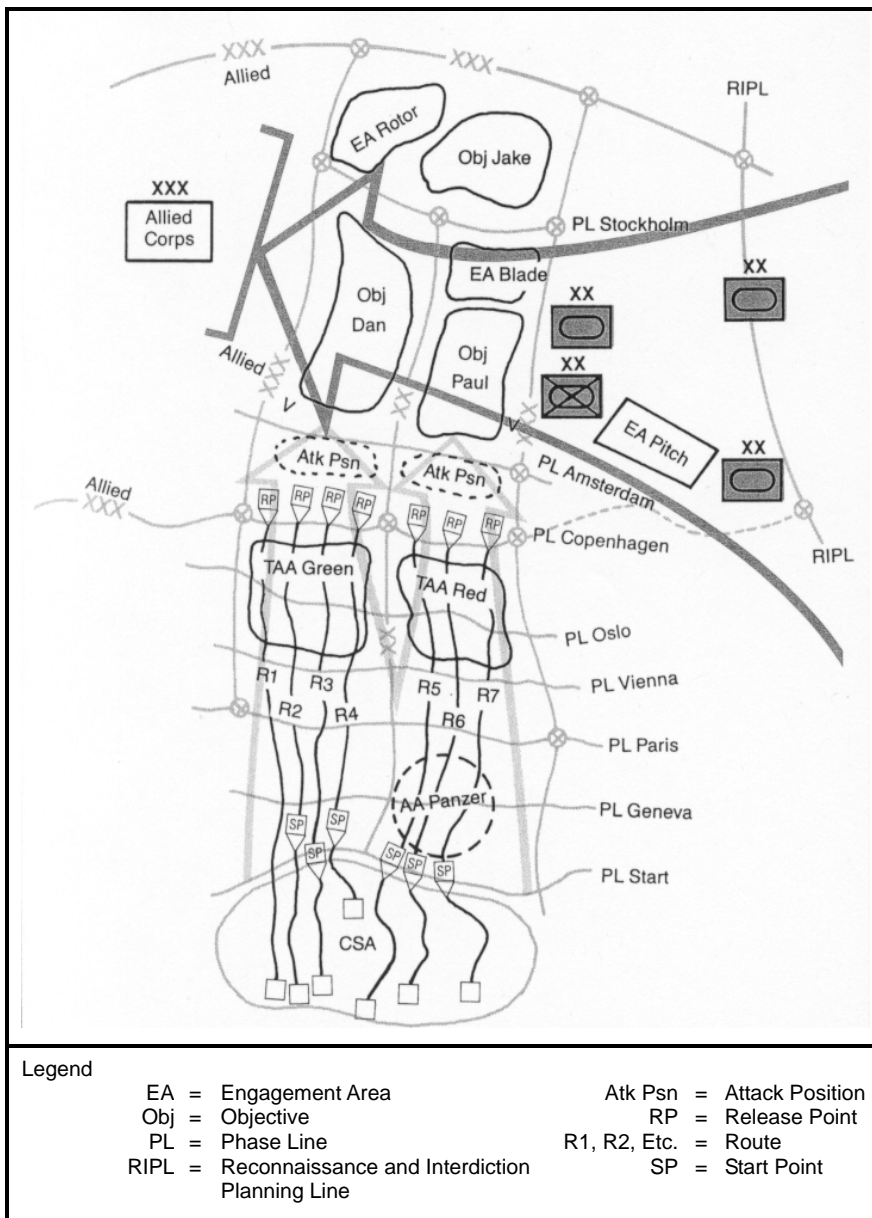 XXX
Allied
XXX
RIPL
EA Rotor
Obj Jake
XXX
Allied
Corps
PL Stockholm
EA Blade
XX
XX
Obj
Dan
Obj
Paul
XX
Allied
XXX
XX
XX
V
V
EA Pitch
XX
Atk Psn
Atk Psn
PL Amsterdam
Allied
XXX
RP
RP
RP
RP
RP
RP
RP
PL Copenhagen
RIPL
TAA Green
TAA Red
PL Oslo
XX
R1
R3
R5
R7
PL Vienna
R2
R4
R6
PL Paris
AA Panzer
PL Geneva
SP
SP
SP
SP
SP
SP
PL Start
CSA
Legend
EA = Engagement Area
Obj = Objective
PL = Phase Line
RIPL = Reconnaissance and Interdiction
Planning Line
Atk Psn = Attack Position
RP = Release Point
R1, R2, Etc. = Route
SP = Start Point